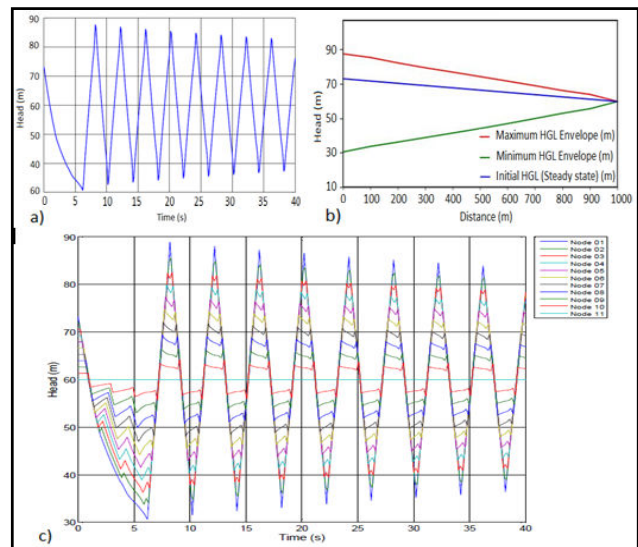 90
80
70
60
50
40
60
Head (m)
0 5 10 15 20 25 30 35 40
Time (s)
a)
b)
90
70
50
30
10
Head (m)
Maximum HGL Envelope (m)
Minimum HGL Envelope (m)
Initial HGL (Steady state) (m)
0 100 200 300 400 500 600 700 800 900 1000
Distance (m)
90
80
70
60
50
40
30
Head (m)
0 5 10 15 20 25 30 35 40
Time (s)
c)
Node 01
Node 02
Node 03
Node 04
Node 05
Node 06
Node 07
Node 08
Node 09
Node 10
Node 11